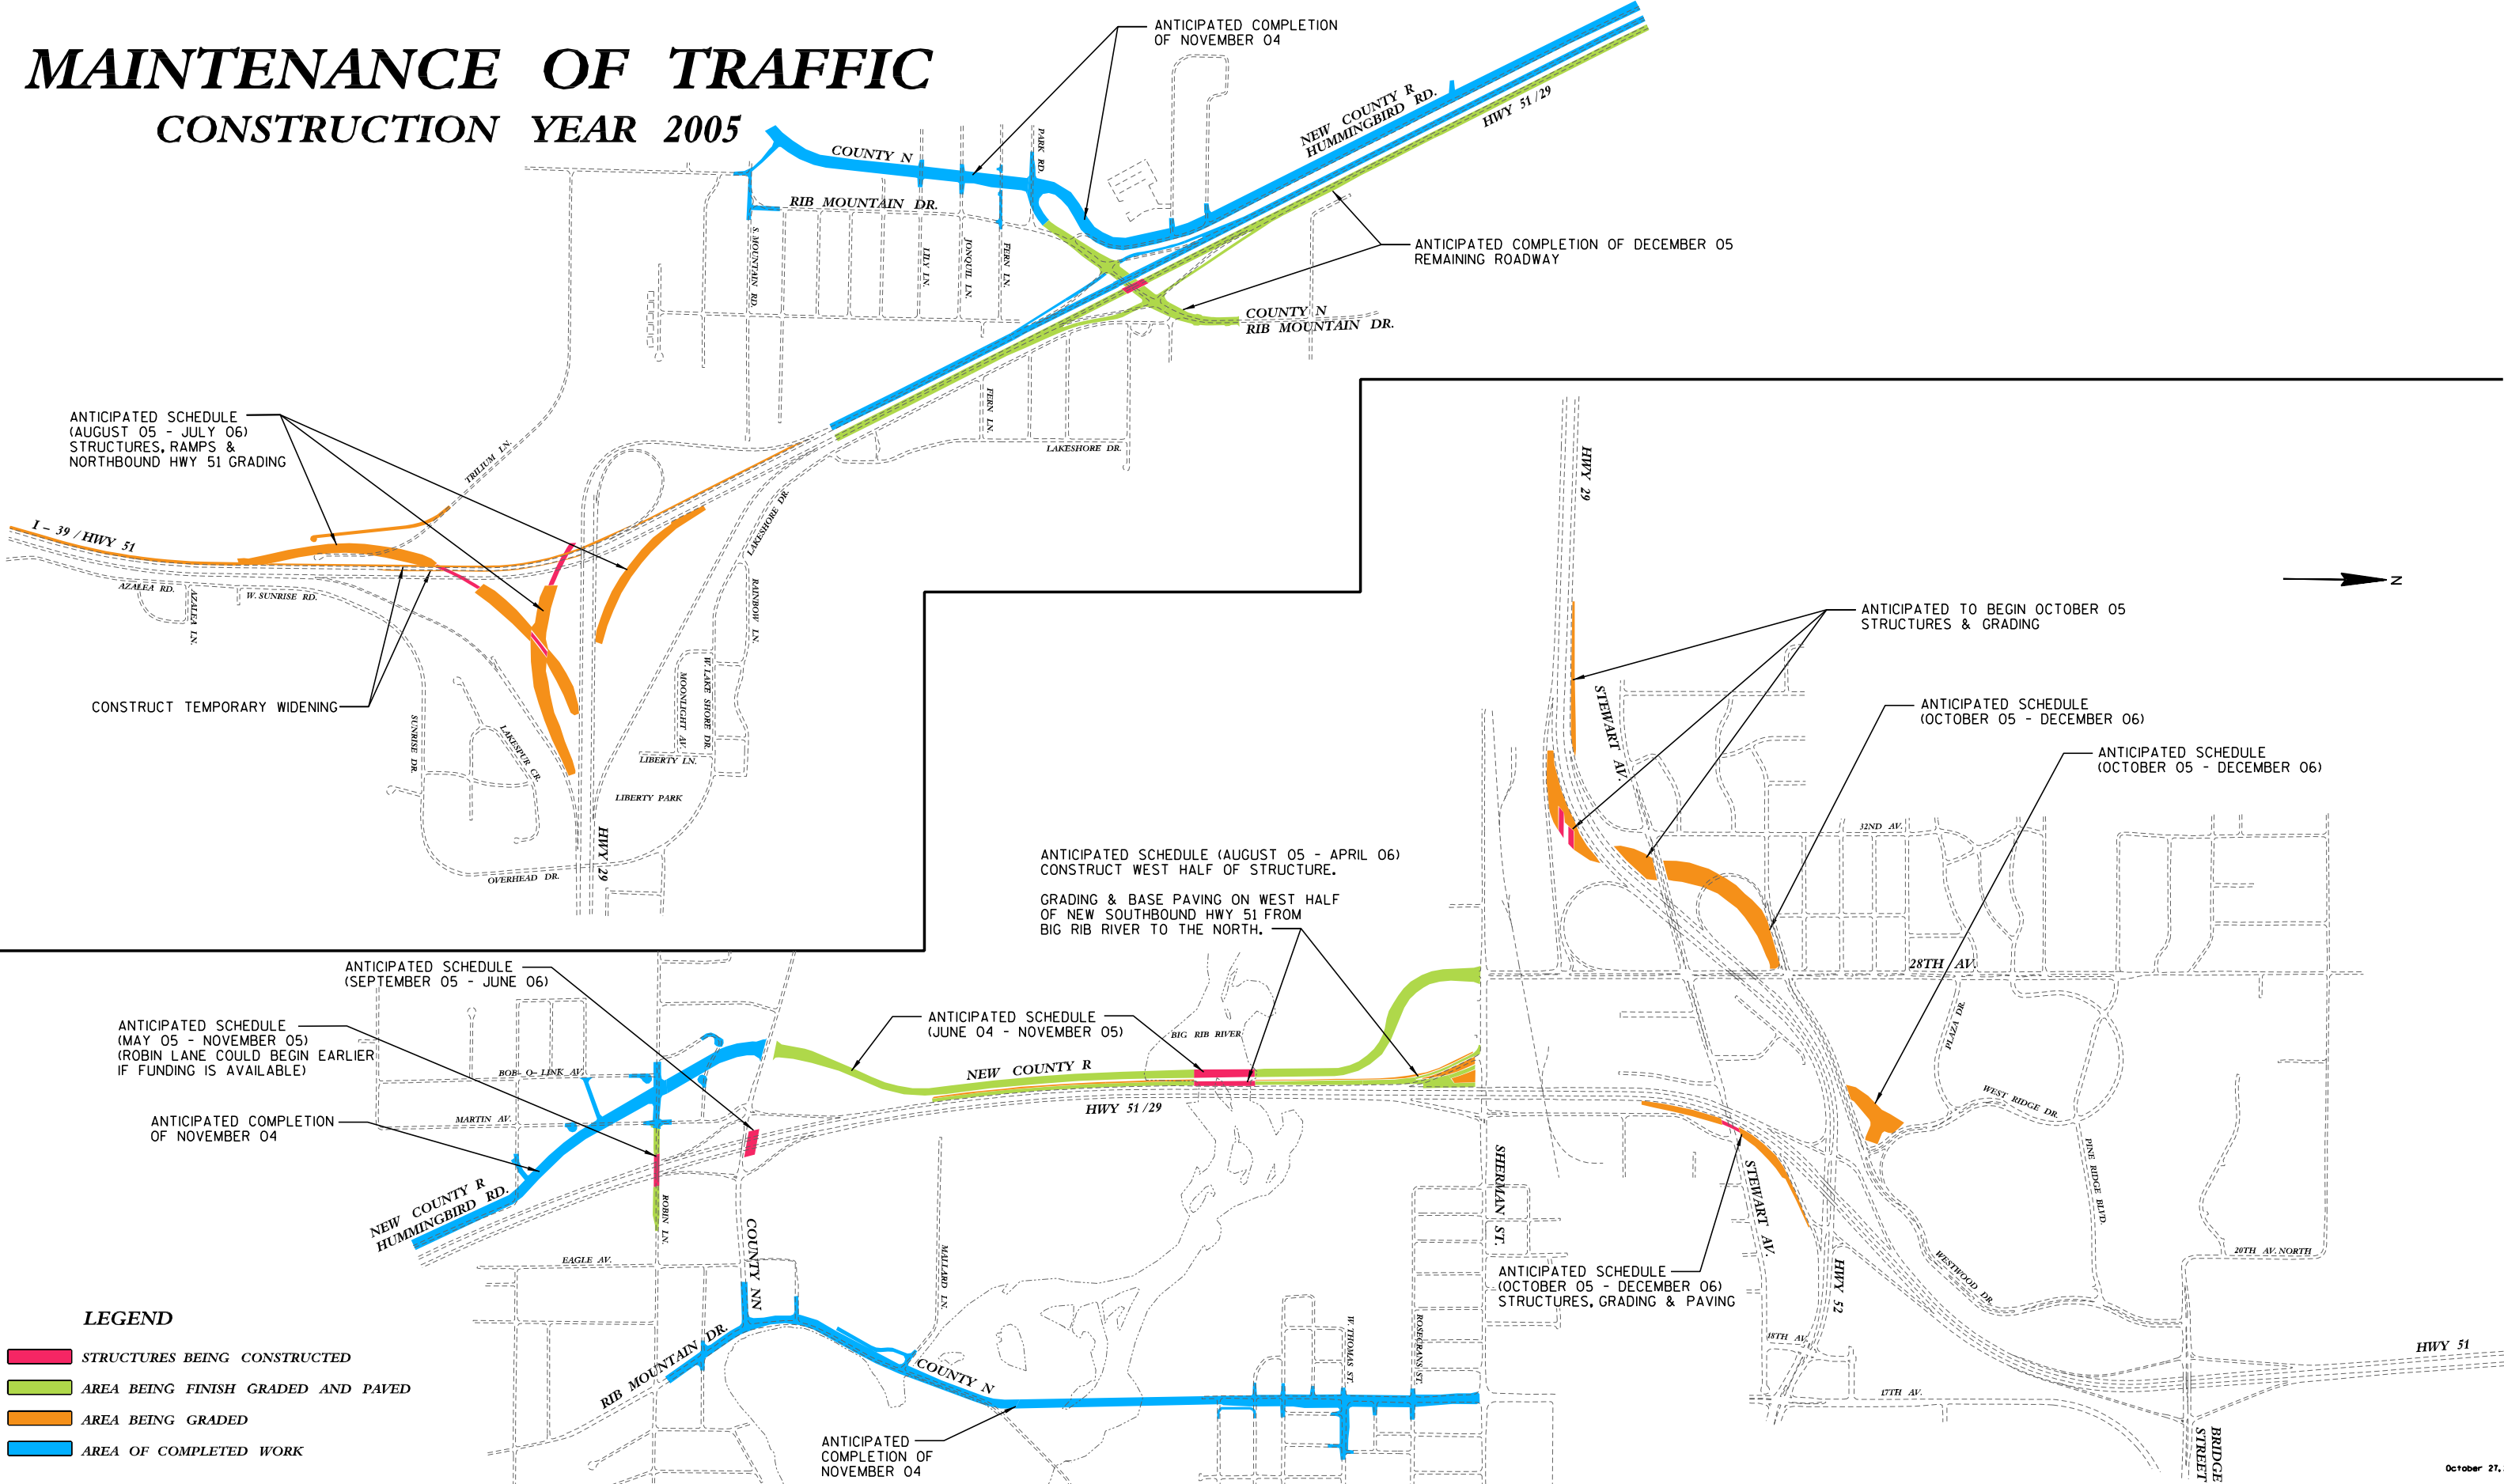 MAINTENANCE OF TRAFFIC
CONSTRUCTION YEAR 2005
ANTICIPATED COMPLETION
OF NOVEMBER 04
NEW COUNTY R
HUMMINGBIRD RD.
HWY 51/29
COUNTY N
PARK RD.
RIB MOUNTAIN DR.
S. MOUNTAIN RD.
LILY LN.
JONQUIL LN.
FERN LN.
ANTICIPATED COMPLETION OF DECEMBER 05
REMAINING ROADWAY
COUNTY N
RIB MOUNTAIN DR.
FERN LN.
LAKESHORE DR.
ANTICIPATED SCHEDULE
(AUGUST 05 - JULY 06)
STRUCTURES, RAMPS &
NORTHBOUND HWY 51 GRADING
TRILIUM LN.
I - 39 / HWY 51
AZALEA RD.
AZALEA LN.
W. SUNRISE RD.
LAKESHORE DR.
RAINBOW LN.
W. LAKE SHORE DR.
MOONLIGHT AV.
LIBERTY LN.
LIBERTY PARK
CONSTRUCT TEMPORARY WIDENING
SUNRISE DR.
LAKESPUR CR.
OVERHEAD DR.
HWY 29
HWY 29
N
ANTICIPATED TO BEGIN OCTOBER 05
STRUCTURES & GRADING
STEWART AV.
ANTICIPATED SCHEDULE
(OCTOBER 05 - DECEMBER 06)
ANTICIPATED SCHEDULE
(OCTOBER 05 - DECEMBER 06)
32ND AV.
28TH AV.
PLAZA DR.
WEST RIDGE DR.
PINE RIDGE BLVD.
20TH AV. NORTH
WESTWOOD DR.
ANTICIPATED SCHEDULE (AUGUST 05 - APRIL 06)
CONSTRUCT WEST HALF OF STRUCTURE.
GRADING & BASE PAVING ON WEST HALF
OF NEW SOUTHBOUND HWY 51 FROM
BIG RIB RIVER TO THE NORTH.
ANTICIPATED SCHEDULE
(SEPTEMBER 05 - JUNE 06)
ANTICIPATED SCHEDULE
(MAY 05 - NOVEMBER 05)
(ROBIN LANE COULD BEGIN EARLIER
IF FUNDING IS AVAILABLE)
ANTICIPATED SCHEDULE
(JUNE 04 - NOVEMBER 05)
BIG RIB RIVER
NEW COUNTY R
HWY 51/29
BOB-O-LINK AV.
MARTIN AV.
ANTICIPATED COMPLETION
OF NOVEMBER 04
NEW COUNTY R
HUMMINGBIRD RD.
ROBIN LN.
EAGLE AV.
COUNTY NN
MALLARD LN.
RIB MOUNTAIN DR.
COUNTY N
W. THOMAS ST.
ROSECRANS ST.
SHERMAN ST.
STEWART AV.
HWY 52
ANTICIPATED SCHEDULE
(OCTOBER 05 - DECEMBER 06)
STRUCTURES, GRADING & PAVING
18TH AV.
17TH AV.
HWY 51
BRIDGE
STREET
ANTICIPATED
COMPLETION OF
NOVEMBER 04
LEGEND
STRUCTURES BEING CONSTRUCTED
AREA BEING FINISH GRADED AND PAVED
AREA BEING GRADED
AREA OF COMPLETED WORK
October 27,